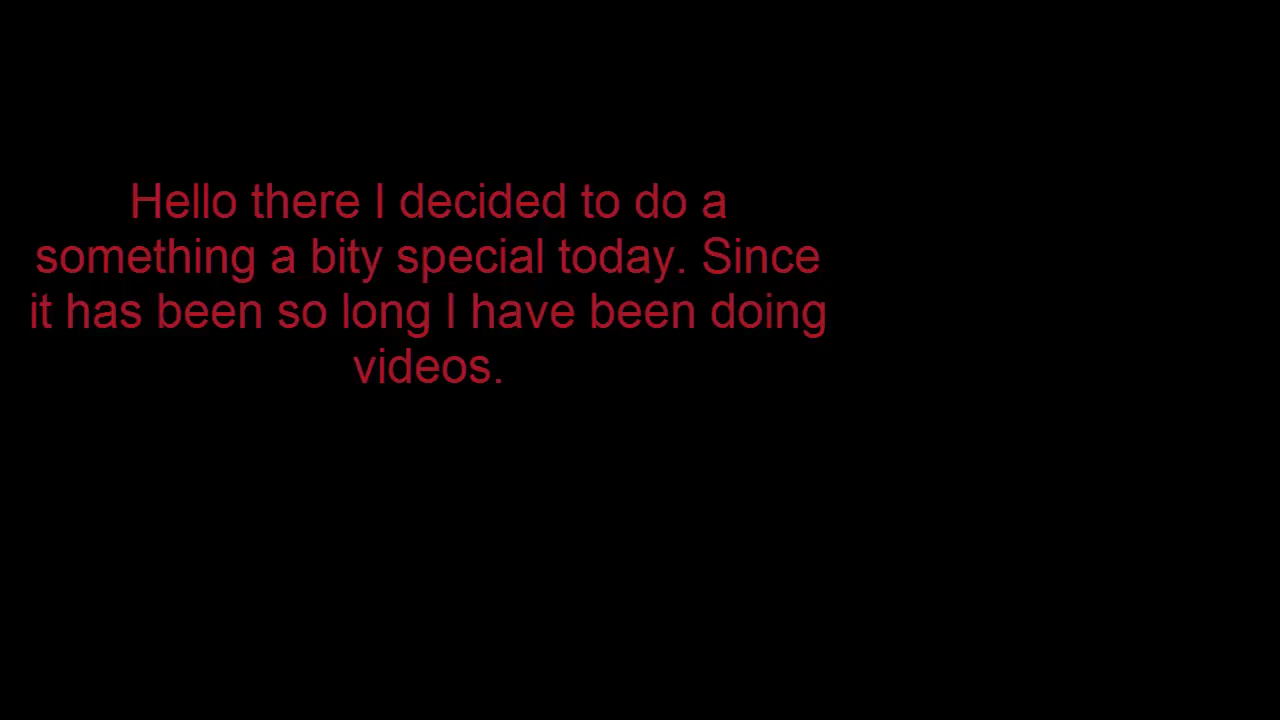 Hello there I decided to do a
something a bity special today. Since
it has been so long I have been doing
videos.